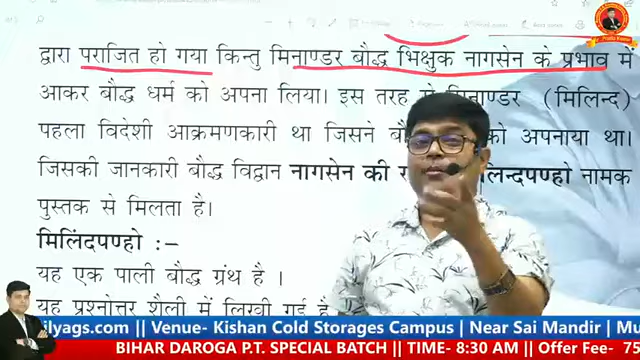 द्वारा पराजित हो गया किन्तु मिनाण्डर बौद्ध भिक्षुक नागसेन के प्रभाव में
आकर बौद्ध धर्म को अपना लिया। इस तरह से मिनाण्डर (मिलिन्द)
पहला विदेशी आक्रमणकारी था जिसने को अपनाया था।
जिसकी जानकारी बौद्ध विद्वान नागसेन की मिलिन्दपण्हो नामक
पुस्तक से मिलता है।
मिलिंदपण्हो :–
यह एक पाली बौद्ध ग्रंथ है ।
यह प्रश्नोत्तर शैली में लिखी गई है
ilyags.com || Venue- Kishan Cold Storages Campus | Near Sai Mandir | Mu
BIHAR DAROGA P.T. SPECIAL BATCH || TIME- 8:30 AM || Offer Fee- 75